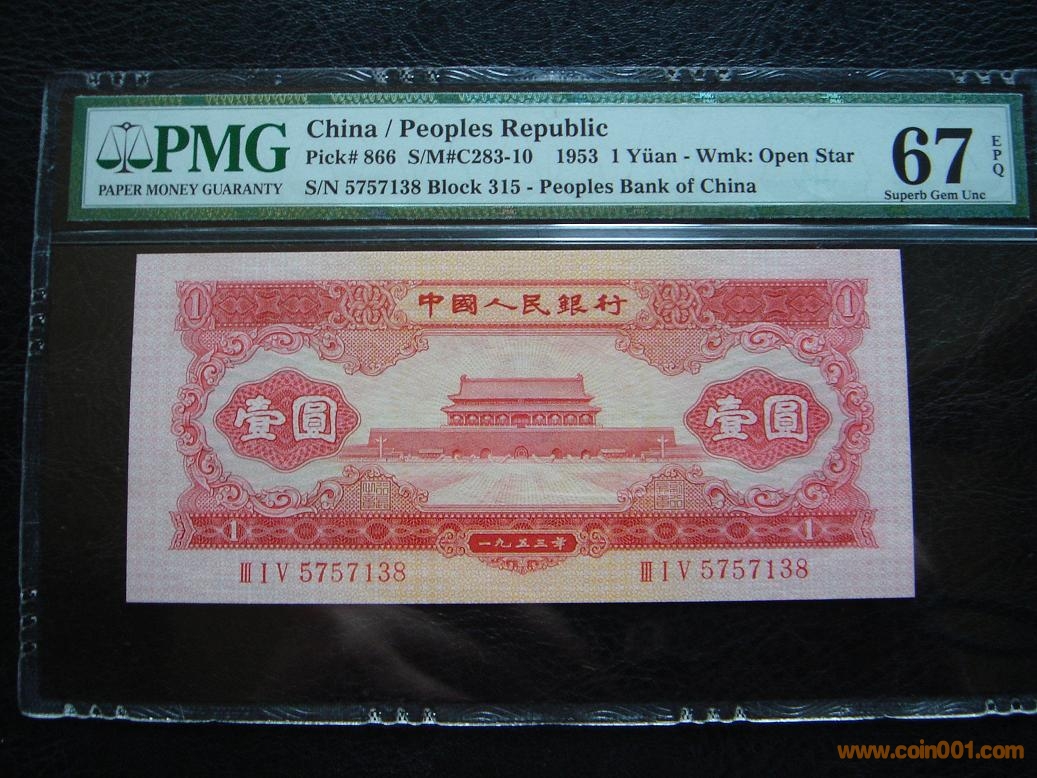 PMG
PAPER MONEY GUARANTY
China / Peoples Republic
Pick# 866 S/M#C283-10 1953 1 Yüan - Wmk: Open Star
S/N 5757138 Block 315 - Peoples Bank of China
67
EPQ
Superb Gem Unc
1 中國人民銀行 1
壹圓 壹圓
1 一九五三年 1
III I V 5757138 III I V 5757138
www.coin001.com